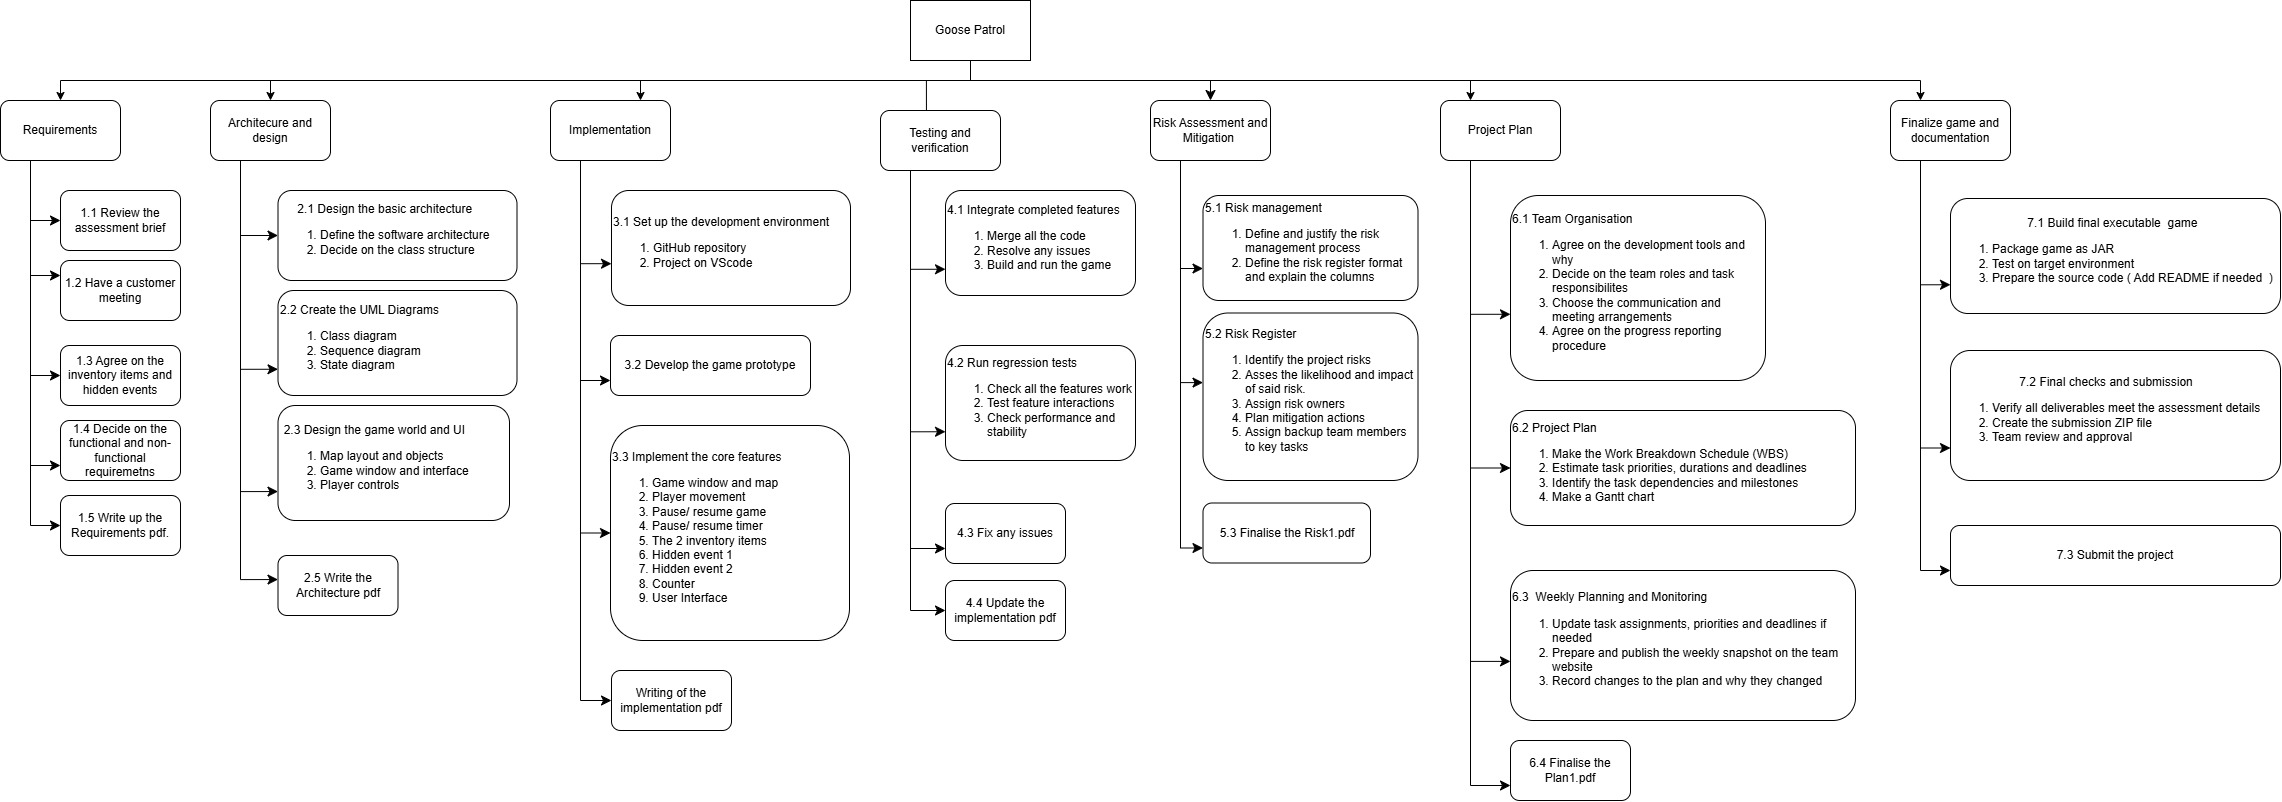 Goose Patrol
Requirements
1.1 Review the
assessment brief
1.2 Have a customer
meeting
1.3 Agree on the
inventory items and
hidden events
1.4 Decide on the
functional and non-
functional requiremetns
1.5 Write up the
Requirements pdf.
Architecure and
design
2.1 Design the basic architecture
1. Define the software architecture
2. Decide on the class structure
2.2 Create the UML Diagrams
1. Class diagram
2. Sequence diagram
3. State diagram
2.3 Design the game world and UI
1. Map layout and objects
2. Game window and interface
3. Player controls
2.5 Write the
Architecture pdf
Implementation
3.1 Set up the development environment
1. GitHub repository
2. Project on VScode
3.2 Develop the game prototype
3.3 Implement the core features
1. Game window and map
2. Player movement
3. Pause/ resume game
4. Pause/ resume timer
5. The 2 inventory items
6. Hidden event 1
7. Hidden event 2
8. Counter
9. User Interface
Writing of the
implementation pdf
Testing and
verification
4.1 Integrate completed features
1. Merge all the code
2. Resolve any issues
3. Build and run the game
4.2 Run regression tests
1. Check all the features work
2. Test feature interactions
3. Check performance and
stability
4.3 Fix any issues
4.4 Update the
implementation pdf
Risk Assessment and
Mitigation
5.1 Risk management
1. Define and justify the risk
management process
2. Define the risk register format
and explain the columns
5.2 Risk Register
1. Identify the project risks
2. Asses the likelihood and impact
of said risk.
3. Assign risk owners
4. Plan mitigation actions
5. Assign backup team members
to key tasks
5.3 Finalise the Risk1.pdf
Project Plan
6.1 Team Organisation
1. Agree on the development tools and
why
2. Decide on the team roles and task
responsibilites
3. Choose the communication and
meeting arrangements
4. Agree on the progress reporting
procedure
6.2 Project Plan
1. Make the Work Breakdown Schedule (WBS)
2. Estimate task priorities, durations and deadlines
3. Identify the task dependencies and milestones
4. Make a Gantt chart
6.3 Weekly Planning and Monitoring
1. Update task assignments, priorities and deadlines if
needed
2. Prepare and publish the weekly snapshot on the team
website
3. Record changes to the plan and why they changed
6.4 Finalise the
Plan1.pdf
Finalize game and
documentation
7.1 Build final executable game
1. Package game as JAR
2. Test on target environment
3. Prepare the source code ( Add README if needed )
7.2 Final checks and submission
1. Verify all deliverables meet the assessment details
2. Create the submission ZIP file
3. Team review and approval
7.3 Submit the project